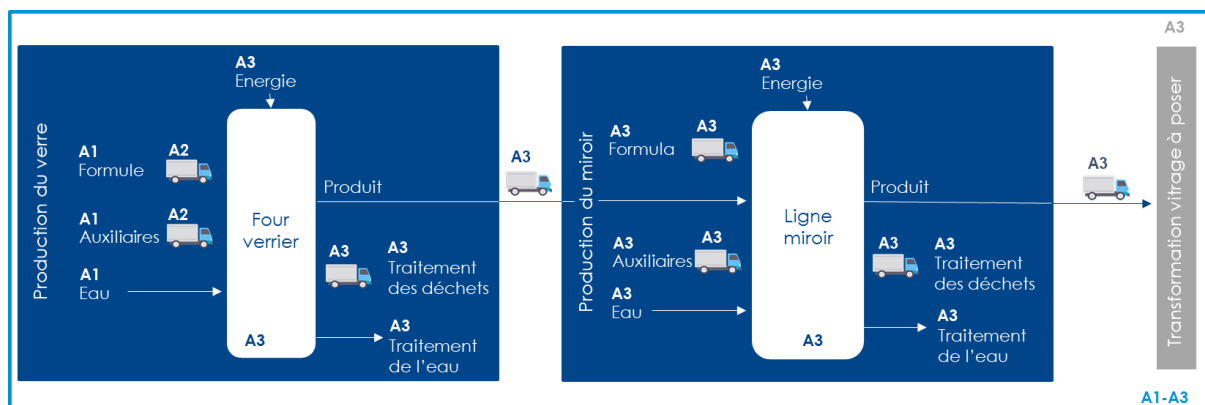 A3
Production du verre
A3
Energie
A1
Formule
A2
A1
Auxiliaires
A2
A1
Eau
Four
verrier
A3
Produit
A3
A3
Traitement
des déchets
A3
Traitement
de l'eau
A3
Production du miroir
A3
Energie
A3
Formula
A3
A3
Auxiliaires
A3
A3
Eau
Ligne
miroir
A3
Produit
A3
A3
Traitement
des déchets
A3
Traitement
de l'eau
A3
Transformation vitrage à poser
A1-A3